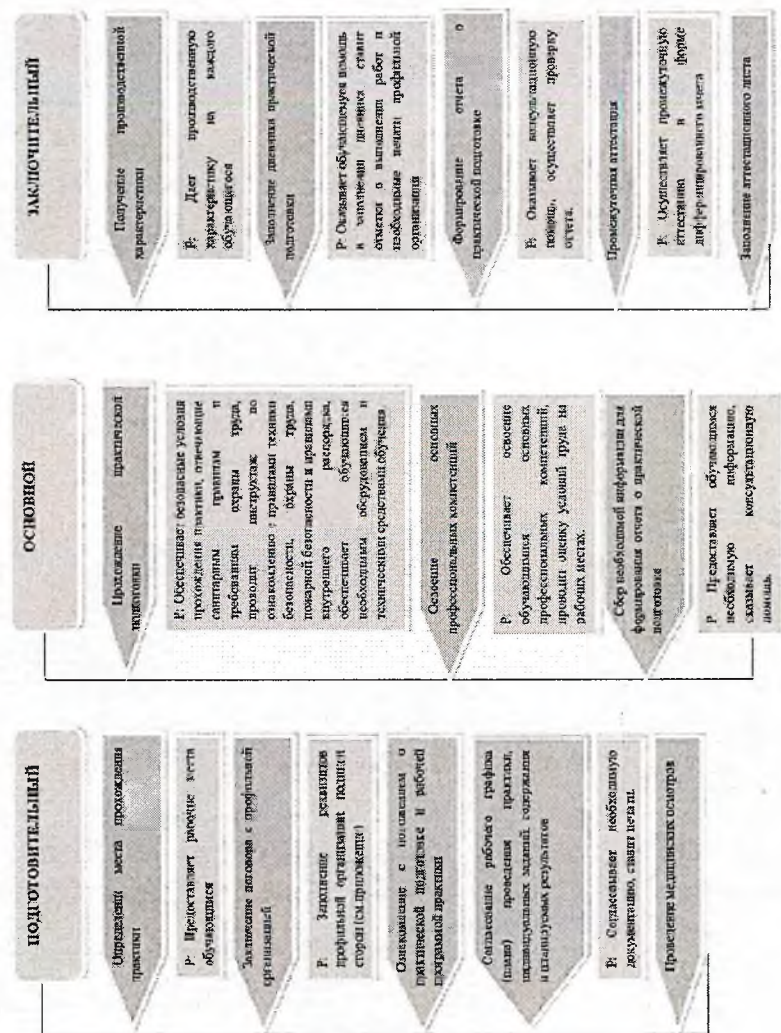 ПОДГОТОВИТЕЛЬНЫЙ
Определение места прохождения
практики
Р: Предоставляет рабочие места
обучающимся
Заключение договора с профильной
организацией
Р: Заполнение реквизитов
профильной организации подписи
сторон (см.приложение)
Ознакомление с положением о
практической подготовке и рабочей
программой практики
Согласование рабочего графика
(плана) проведения практики,
индивидуальных заданий, содержания
и планируемых результатов
Р: Согласовывает необходимую
документацию, ставит печати.
Проведение медицинских осмотров
ОСНОВНОЙ
Прохождение практической
подготовки
Р: Обеспечивает безопасные условия
прохождения практики, отвечающие
санитарным правилам и
требованиям охраны труда,
проводит инструктаж по
ознакомлению с правилами техники
безопасности, охраны труда,
пожарной безопасности и правилами
внутреннего распорядка,
обеспечивает обучающихся
необходимым оборудованием и
техническими средствами обучения
Освоение основных
профессиональных компетенций
Р: Обеспечивает освоение
обучающимися основных
профессиональных компетенций,
проводит оценку условий труда на
рабочих местах.
Сбор необходимой информации для
формирования отчета о практической
подготовке
Р Предоставляет обучающимся
необходимую информацию,
оказывает консультационную
помощь.
ЗАКЛЮЧИТЕЛЬНЫЙ
Получение производственной
характеристики
Р: Дает производственную
характеристику на каждого
обучающегося
Заполнение дневника практической
подготовки
Р: Оказывает обучающемуся помощь
в заполнении дневника ставит
отметки о выполнении работ и
необходимые печати профильной
организации
Формирование отчета о
практической подготовке
Р: Оказывает консультационную
помощь, осуществляет проверку
отчета.
Промежуточная аттестация
Р: Осуществляет промежуточную
аттестацию в форме
дифференцированного зачета
Заполнение аттестационного листа